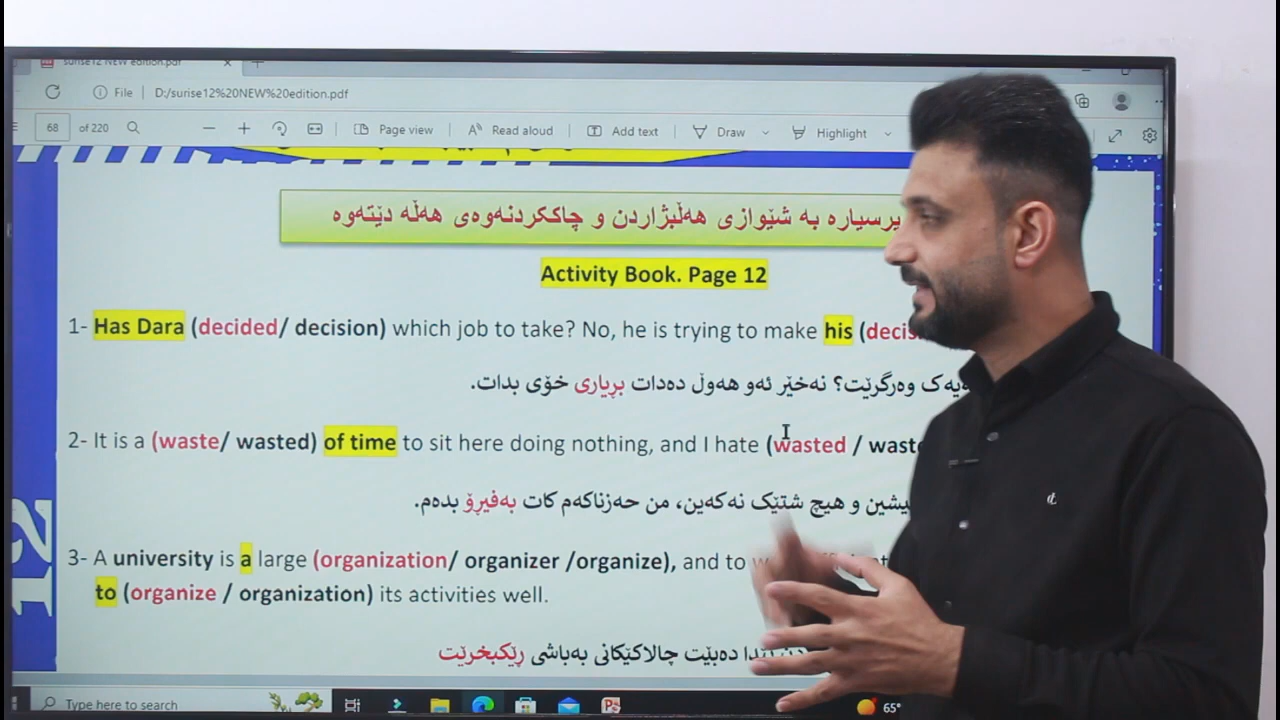 surise12 NEW edition.pdf
File D:/surise12%20NEW%20edition.pdf
68 of 220 Page view Read aloud Add text Draw Highlight
پرسیارە بە شێوازی هەڵبژاردن و چاککردنەوەی هەڵە دێتەوە
Activity Book. Page 12
1- Has Dara (decided/ decision) which job to take? No, he is trying to make his
وەرگرێت؟ نەخێر ئەو هەوڵ دەدات بڕیاری خۆی بدات.
2- It is a (waste/ wasted) of time to sit here doing nothing, and I hate (wasted /
و هیچ شتێک نەکەین، من حەزناکەم کات بەفیڕۆ بدەم.
3- A university is a large (organization/ organizer /organize), and to
to (organize / organization) its activities well.
دەبێت چالاکێکانی بەباشی ڕێکبخرێت
12
Type here to search
65°